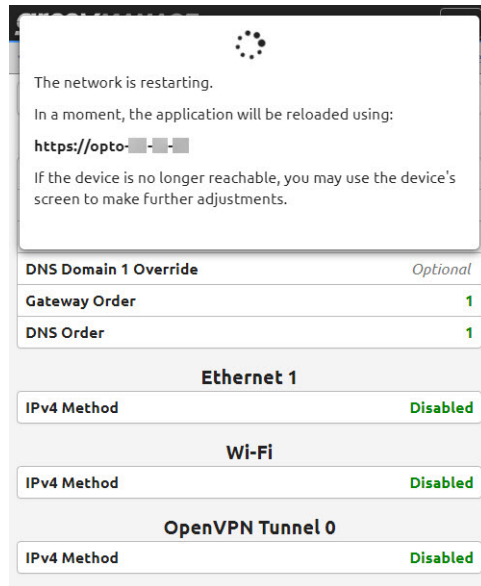 The network is restarting.
In a moment, the application will be reloaded using:
https://opto-
If the device is no longer reachable, you may use the device's
screen to make further adjustments.
DNS Domain 1 Override Optional
Gateway Order 1
DNS Order 1
Ethernet 1
IPv4 Method Disabled
Wi-Fi
IPv4 Method Disabled
OpenVPN Tunnel 0
IPv4 Method Disabled